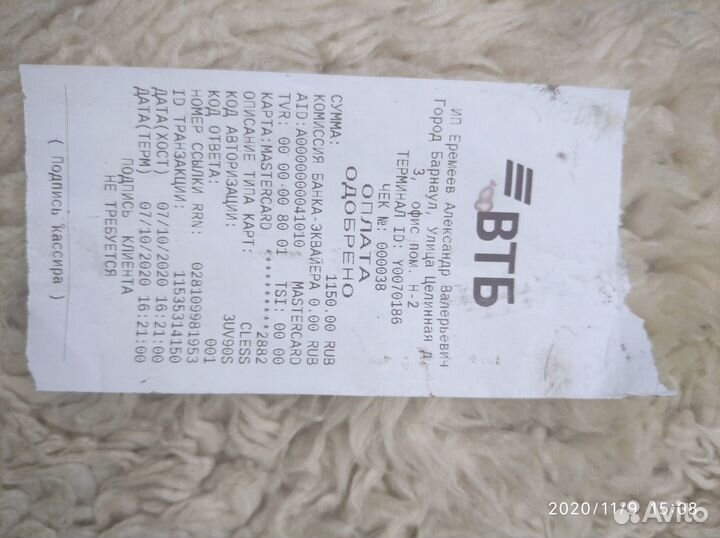 ВТБ
ИП Еремеев Александр Валерьевич
Город Барнаул, Улица Целинная Д.
3, офис пом. Н-2
ТЕРМИНАЛ ID: Y0070186
ЧЕК №: 000038
ОПЛАТА
ОДОБРЕНО
СУММА: 1150.00 RUB
КОМИССИЯ БАНКА-ЭКВАЙЕРА 0.00 RUB
AID:A0000000041010 MASTERCARD
TVR: 00 00 00 80 01 TSI: 00 00
КАРТА:MASTERCARD ************2882
ОПИСАНИЕ ТИПА КАРТ: CLESS
КОД АВТОРИЗАЦИИ: 3UV90S
КОД ОТВЕТА: 001
НОМЕР ССЫЛКИ RRN: 028109981953
ID ТРАНЗАКЦИИ: 11535314150
ДАТА(ХОСТ) 07/10/2020 16:21:00
ДАТА(ТЕРМ) 07/10/2020 16:21:00
ПОДПИСЬ КЛИЕНТА
НЕ ТРЕБУЕТСЯ
( Подпись кассира )
2020/11/9 15:08
Avito